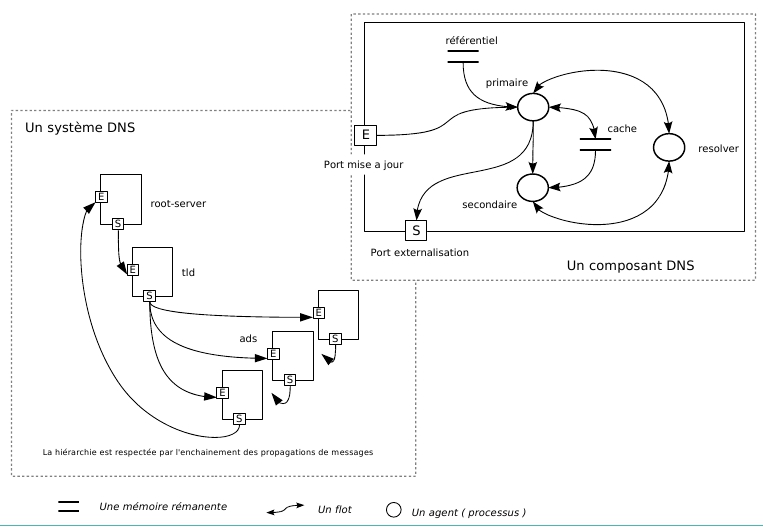 référentiel
primaire
cache
E
Port mise a jour
resolver
secondaire
S
Port externalisation
Un composant DNS
Un système DNS
E
root-server
S
E
tld
S
E
ads
S
E
S
E
S
La hiérarchie est respectée par l'enchainement des propagations de messages
Une mémoire rémanente
Un flot
Un agent ( processus )